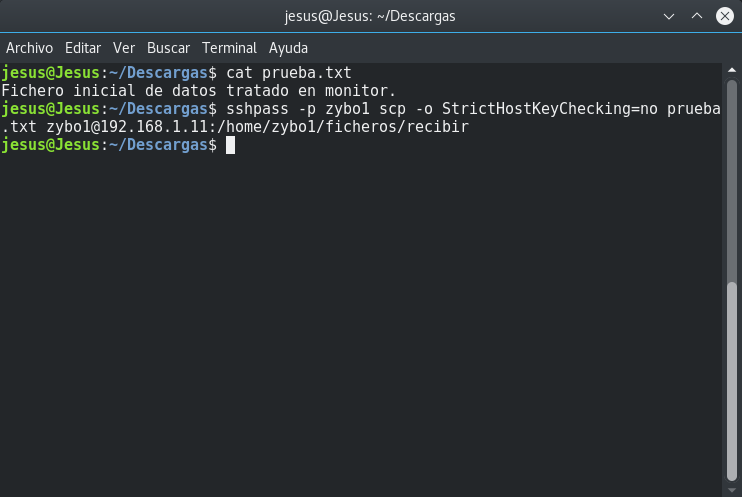 jesus@Jesus: ~/Descargas
Archivo Editar Ver Buscar Terminal Ayuda
jesus@Jesus:~/Descargas$ cat prueba.txt
Fichero inicial de datos tratado en monitor.
jesus@Jesus:~/Descargas$ sshpass -p zybo1 scp -o StrictHostKeyChecking=no prueba
.txt zybo1@192.168.1.11:/home/zybo1/ficheros/recibir
jesus@Jesus:~/Descargas$